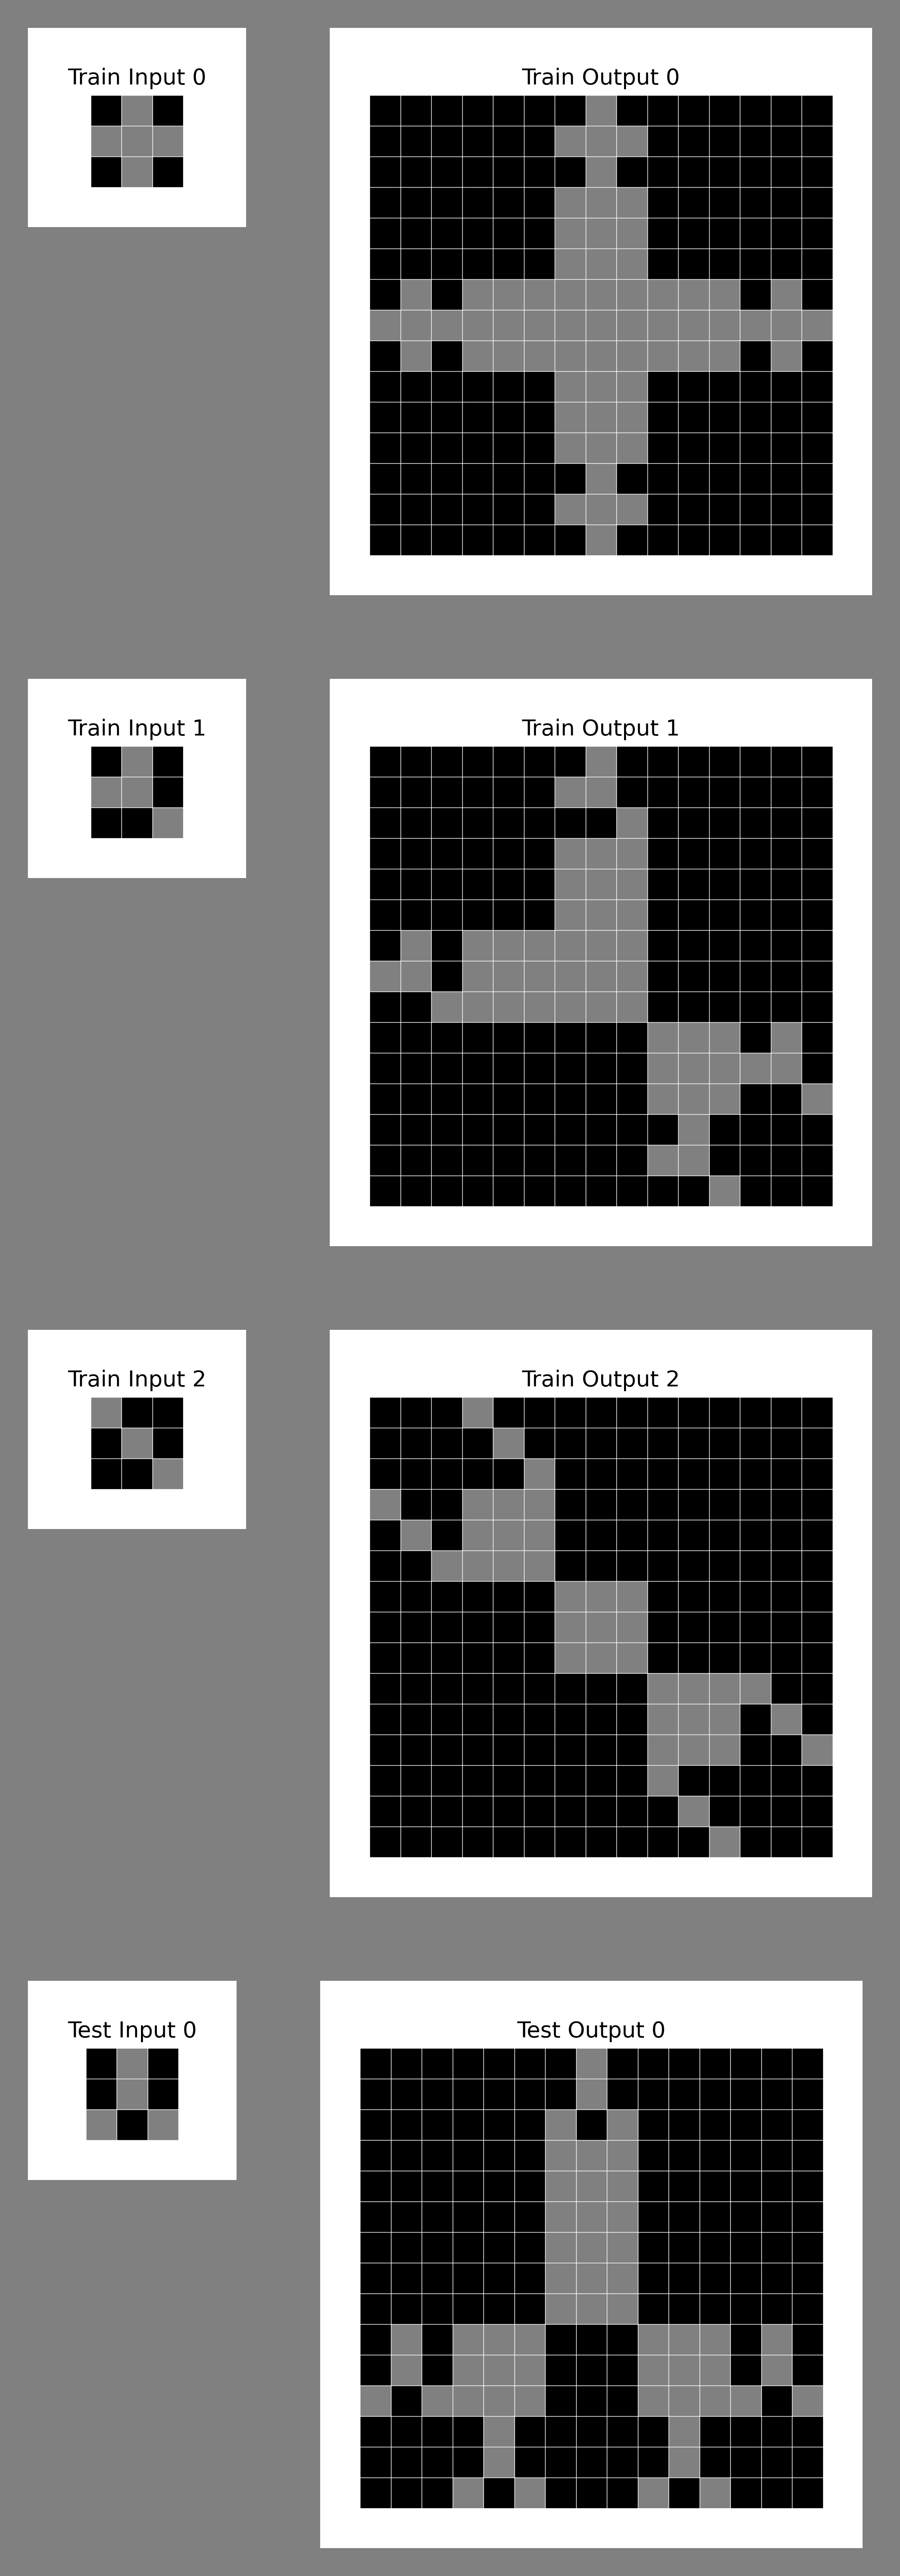 Train Input 0
Train Output 0
Train Input 1
Train Output 1
Train Input 2
Train Output 2
Test Input 0
Test Output 0